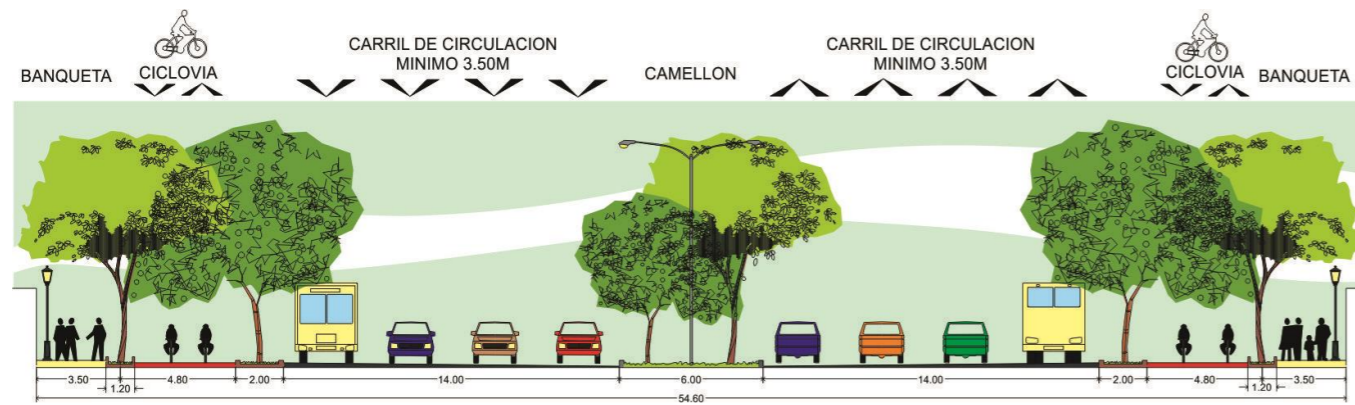 CARRIL DE CIRCULACION
MINIMO 3.50M
CARRIL DE CIRCULACION
MINIMO 3.50M
BANQUETA
CICLOVIA
CAMELLON
CICLOVIA
BANQUETA
3.50
1.20
4.80
2.00
14.00
6.00
14.00
2.00
4.80
1.20
3.50
54.60